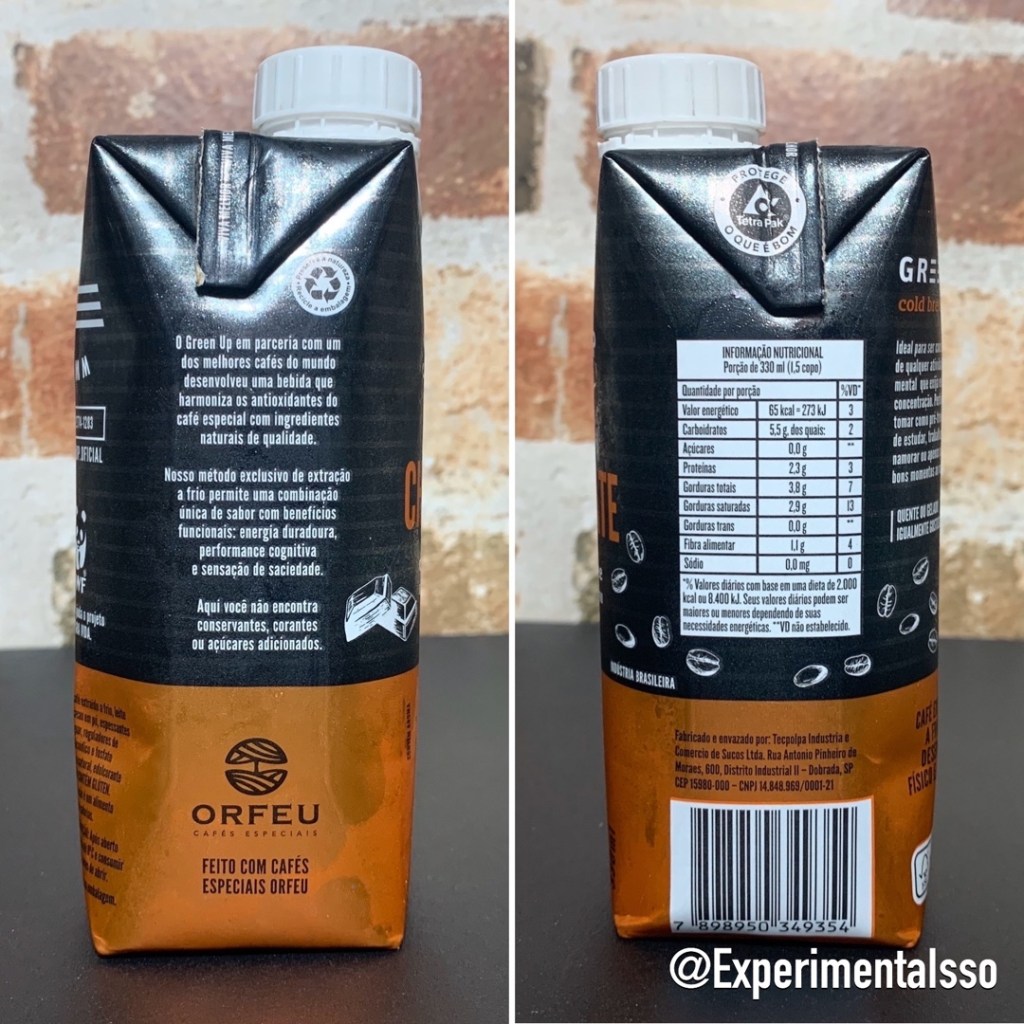 O Green Up em parceria com um
dos melhores cafés do mundo
desenvolveu uma bebida que
harmoniza os antioxidantes do
café especial com ingredientes
naturais de qualidade.
Nosso método exclusivo de extração
a frio permite uma combinação
única de sabor com benefícios
funcionais: energia duradoura,
performance cognitiva
e sensação de saciedade.
Aqui você não encontra
conservantes, corantes
ou açúcares adicionados.
ORFEU
CAFÉS ESPECIAIS
FEITO COM CAFÉS
ESPECIAIS ORFEU
PROTEGE
Tetra Pak
O QUE É BOM
INFORMAÇÃO NUTRICIONAL
Porção de 330 ml (1,5 copo)
Quantidade por porção %VD*
Valor energético 65 kcal = 273 kJ 3
Carboidratos 5,5 g, dos quais: 2
Açúcares 0,0 g **
Proteínas 2,3 g 3
Gorduras totais 3,8 g 7
Gorduras saturadas 2,9 g 13
Gorduras trans 0,0 g **
Fibra alimentar 1,1 g 4
Sódio 0,0 mg 0
*% Valores diários com base em uma dieta de 2.000
kcal ou 8.400 kJ. Seus valores diários podem ser
maiores ou menores dependendo de suas
necessidades energéticas. **VD não estabelecido.
INDÚSTRIA BRASILEIRA
Fabricado e envazado por: Tecpolpa Industria e
Comercio de Sucos Ltda. Rua Antonio Pinheiro de
Moraes, 600, Distrito Industrial II – Dobrada, SP
CEP 15980-000 – CNPJ 14.848.969/0001-21
7 898950 349354
cold
Ideal para ser
de qualquer
QUENTE OU
@Experimentalsso